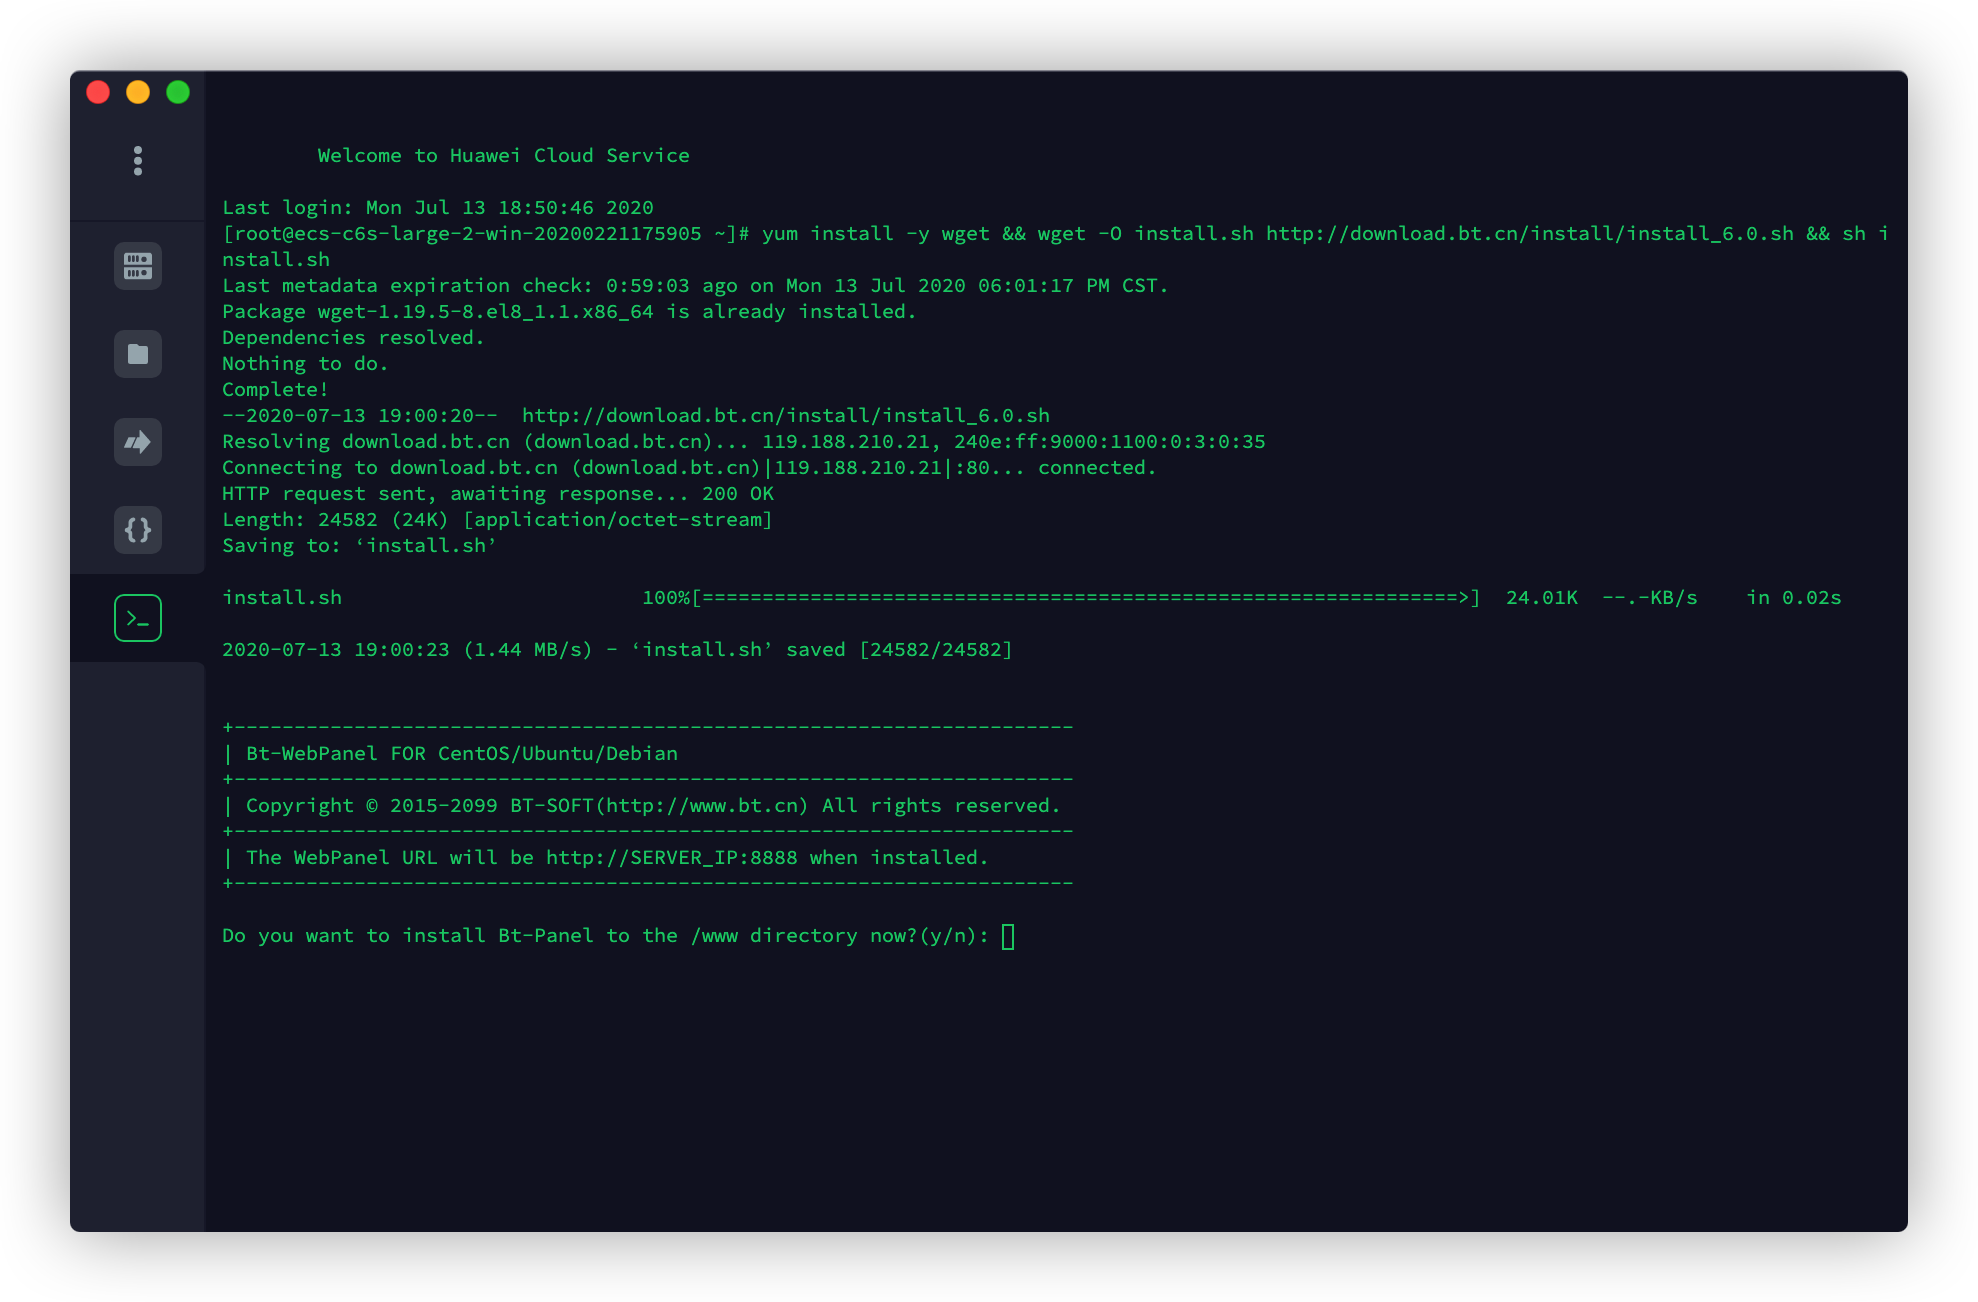 Welcome to Huawei Cloud Service
Last login: Mon Jul 13 18:50:46 2020
[root@ecs-c6s-large-2-win-20200221175905 ~]# yum install -y wget && wget -O install.sh http://download.bt.cn/install/install_6.0.sh && sh i
nstall.sh
Last metadata expiration check: 0:59:03 ago on Mon 13 Jul 2020 06:01:17 PM CST.
Package wget-1.19.5-8.el8_1.1.x86_64 is already installed.
Dependencies resolved.
Nothing to do.
Complete!
--2020-07-13 19:00:20--  http://download.bt.cn/install/install_6.0.sh
Resolving download.bt.cn (download.bt.cn)... 119.188.210.21, 240e:ff:9000:1100:0:3:0:35
Connecting to download.bt.cn (download.bt.cn)|119.188.210.21|:80... connected.
HTTP request sent, awaiting response... 200 OK
Length: 24582 (24K) [application/octet-stream]
Saving to: ‘install.sh’
install.sh                         100%[===============================================================>]  24.01K  --.-KB/s    in 0.02s
2020-07-13 19:00:23 (1.44 MB/s) - ‘install.sh’ saved [24582/24582]
+----------------------------------------------------------------------
| Bt-WebPanel FOR CentOS/Ubuntu/Debian
+----------------------------------------------------------------------
| Copyright © 2015-2099 BT-SOFT(http://www.bt.cn) All rights reserved.
+----------------------------------------------------------------------
| The WebPanel URL will be http://SERVER_IP:8888 when installed.
+----------------------------------------------------------------------
Do you want to install Bt-Panel to the /www directory now?(y/n):